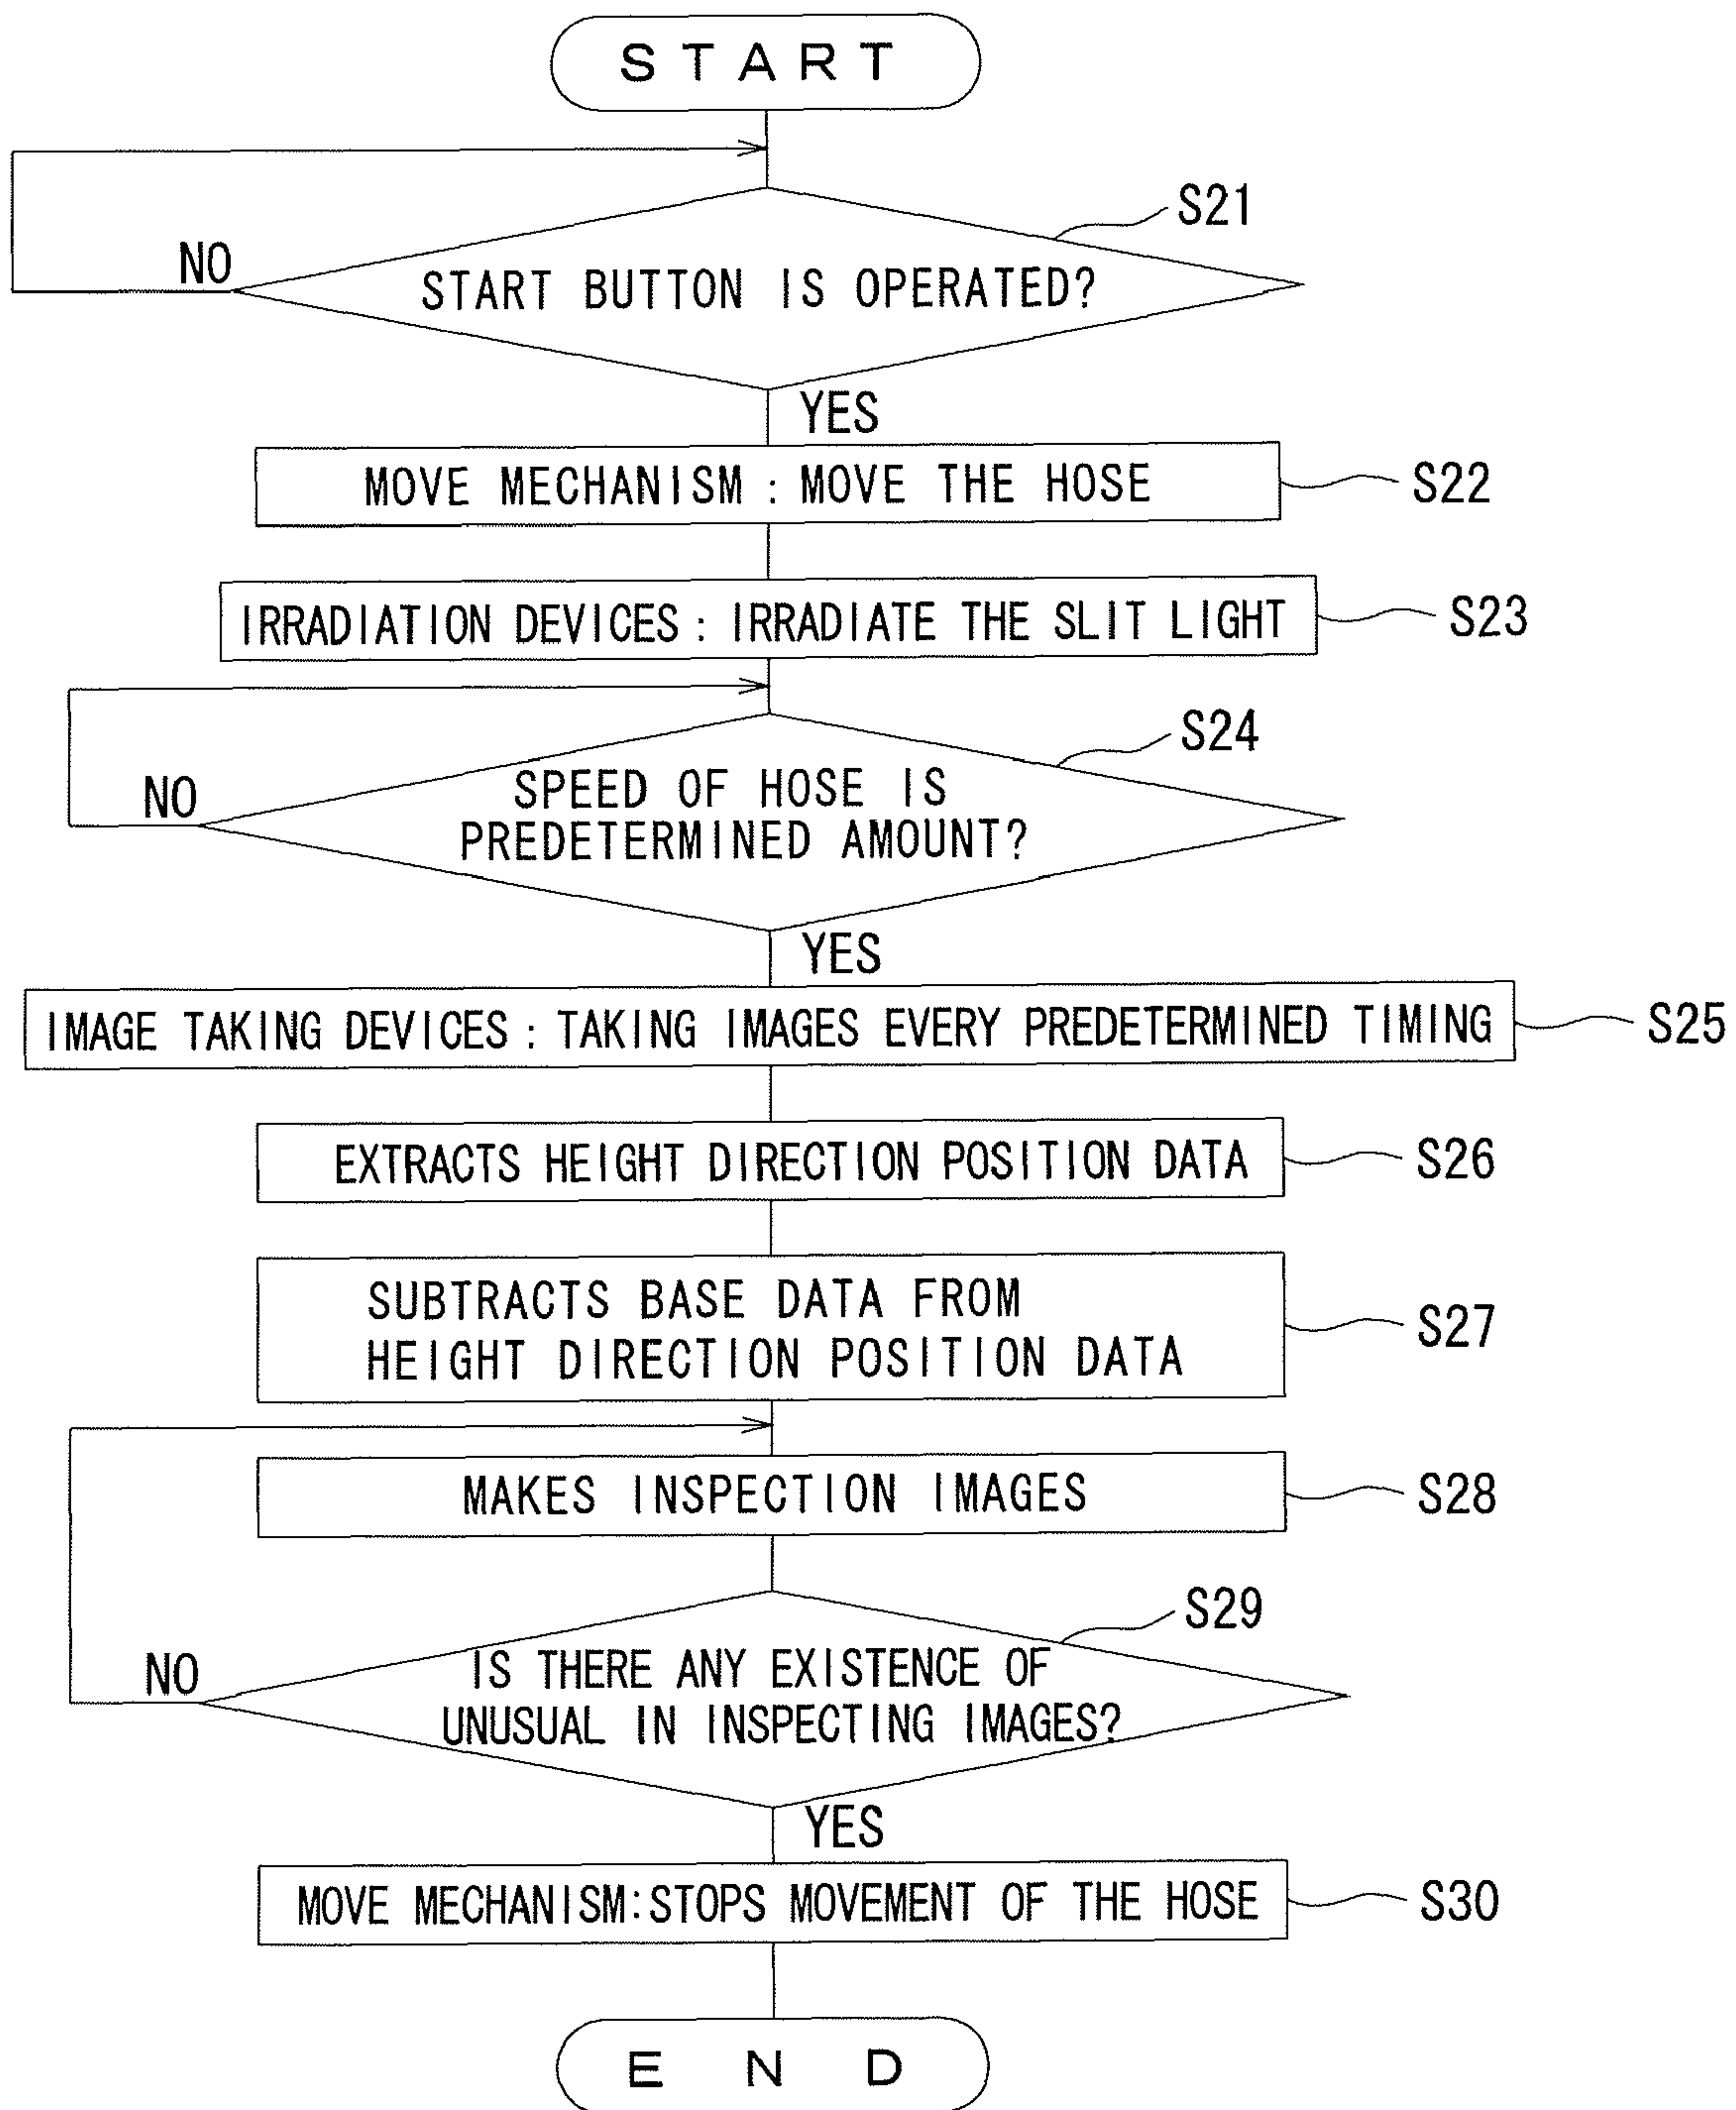 START
S21
NO
START BUTTON IS OPERATED?
YES
MOVE MECHANISM : MOVE THE HOSE
S22
IRRADIATION DEVICES : IRRADIATE THE SLIT LIGHT
S23
S24
NO
SPEED OF HOSE IS
PREDETERMINED AMOUNT?
YES
IMAGE TAKING DEVICES : TAKING IMAGES EVERY PREDETERMINED TIMING
S25
EXTRACTS HEIGHT DIRECTION POSITION DATA
S26
SUBTRACTS BASE DATA FROM
HEIGHT DIRECTION POSITION DATA
S27
MAKES INSPECTION IMAGES
S28
S29
NO
IS THERE ANY EXISTENCE OF
UNUSUAL IN INSPECTING IMAGES?
YES
MOVE MECHANISM:STOPS MOVEMENT OF THE HOSE
S30
END